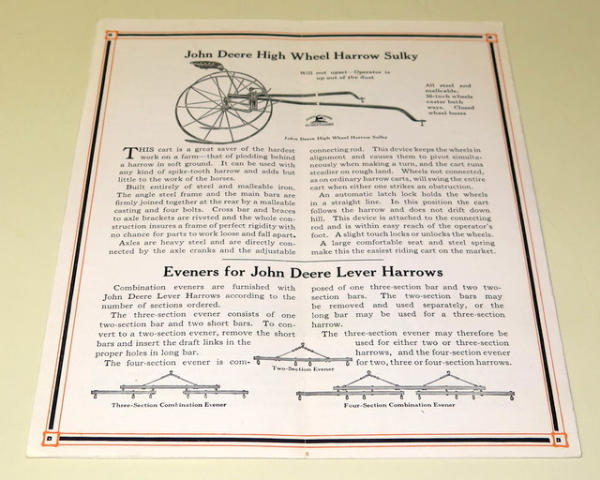 John Deere High Wheel Harrow Sulky
Will not upset—Operator is
up out of the dust
All steel and
malleable.
36-inch wheels
caster both
ways. Closed
wheel boxes
John Deere High Wheel Harrow Sulky
THIS cart is a great saver of the hardest
work on a farm—that of plodding behind
a harrow in soft ground. It can be used with
any kind of spike-tooth harrow and adds but
little to the work of the horses.
Built entirely of steel and malleable iron.
The angle steel frame and the main bars are
firmly joined together at the rear by a malleable
casting and four bolts. Cross bar and braces
to axle brackets are riveted and the whole con-
struction insures a frame of perfect rigidity with
no chance for parts to work loose and fall apart.
Axles are heavy steel and are directly con-
nected by the axle cranks and the adjustable
connecting rod. This device keeps the wheels in
alignment and causes them to pivot simulta-
neously when making a turn, and the cart runs
steadier on rough land. Wheels not connected,
as on ordinary harrow carts, will swing the entire
cart when either one strikes an obstruction.
An automatic latch lock holds the wheels
in a straight line. In this position the cart
follows the harrow and does not drift down
hill. This device is attached to the connecting
rod and is within easy reach of the operator's
foot. A slight touch locks or unlocks the wheels.
A large comfortable seat and steel spring
make this the easiest riding cart on the market.
Eveners for John Deere Lever Harrows
Combination eveners are furnished with
John Deere Lever Harrows according to the
number of sections ordered.
The three-section evener consists of one
two-section bar and two short bars. To con-
vert to a two-section evener, remove the short
bars and insert the draft links in the
proper holes in long bar.
The four-section evener is com-
posed of one three-section bar and two two-
section bars. The two-section bars may
be removed and used separately, or the
long bar may be used for a three-section
harrow.
The three-section evener may therefore be
used for either two or three-section
harrows, and the four-section evener
for two, three or four-section harrows.
Two-Section Evener
Three-Section Combination Evener
Four-Section Combination Evener